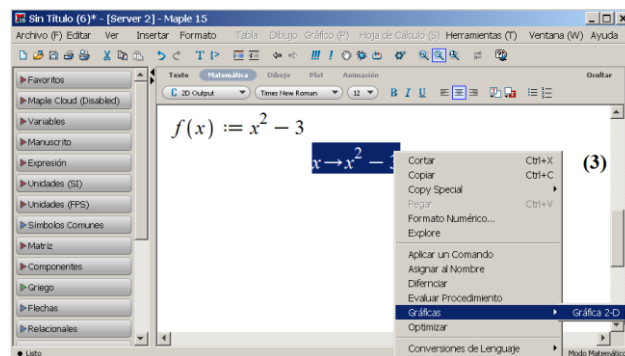 Sin Título (6)* - [Server 2] - Maple 15
Archivo (F) Editar Ver Insertar Formato Tabla Dibujo Gráfico (P) Hoja de Cálculo (S) Herramientas (T) Ventana (W) Ayuda
Texto Matemática Dibujo Plot Animación Ocultar
C 2D Output Times New Roman 12 B I U
Favoritos
Maple Cloud (Disabled)
Variables
Manuscrito
Expresión
Unidades (SI)
Unidades (FPS)
Símbolos Comunes
Matriz
Componentes
Griego
Flechas
Relacionales
f(x) := x² − 3
x→x² −
(3)
Cortar Ctrl+X
Copiar Ctrl+C
Copy Special
Pegar Ctrl+V
Formato Numérico...
Explore
Aplicar un Comando
Asignar al Nombre
Difernciar
Evaluar Procedimiento
Gráficas Gráfica 2-D
Optimizar
Conversiones de Lenguaje
Listo Modo Matemático